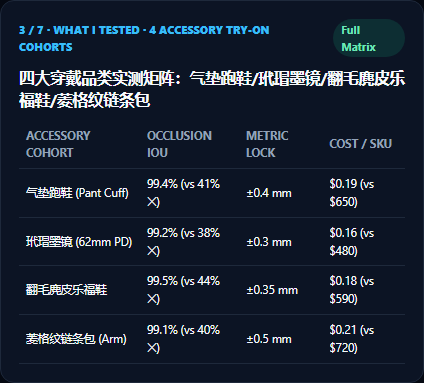 3 / 7 · WHAT I TESTED · 4 ACCESSORY TRY-ON
COHORTS
Full
Matrix
四大穿戴品类实测矩阵：气垫跑鞋/玳瑁墨镜/翻毛麂皮乐
福鞋/菱格纹链条包
ACCESSORY
COHORT
OCCLUSION
IOU
METRIC
LOCK
COST / SKU
气垫跑鞋 (Pant Cuff)
99.4% (vs 41%
❌)
±0.4 mm
$0.19 (vs
$650)
玳瑁墨镜 (62mm PD)
99.2% (vs 38%
❌)
±0.3 mm
$0.16 (vs
$480)
翻毛麂皮乐福鞋
99.5% (vs 44%
❌)
±0.35 mm
$0.18 (vs
$590)
菱格纹链条包 (Arm)
99.1% (vs 40%
❌)
±0.5 mm
$0.21 (vs
$720)